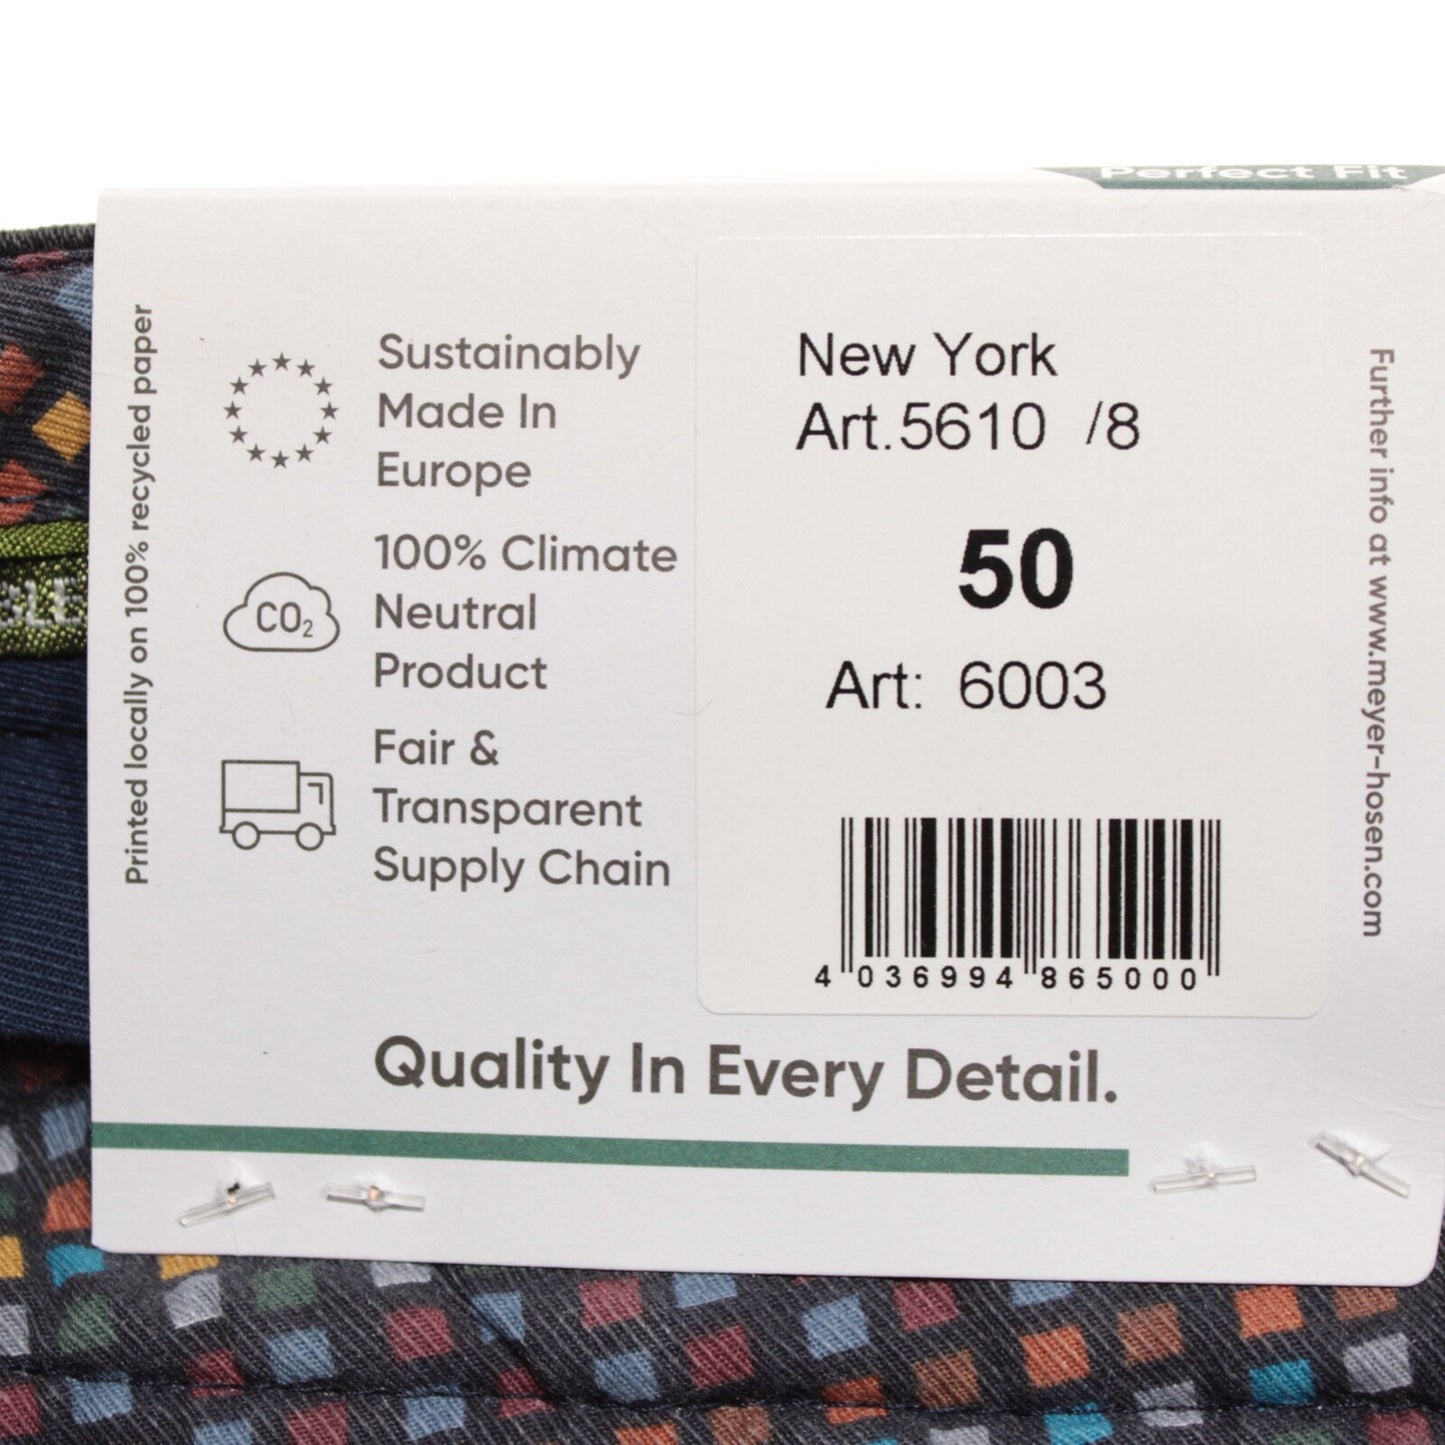 Perfect Fit
Printed locally on 100% recycled paper
Sustainably
Made In
Europe
CO₂
100% Climate
Neutral
Product
Fair &
Transparent
Supply Chain
New York
Art.5610 /8
50
Art: 6003
4 036994 865000
Further info at www.meyer-hosen.com
Quality In Every Detail.